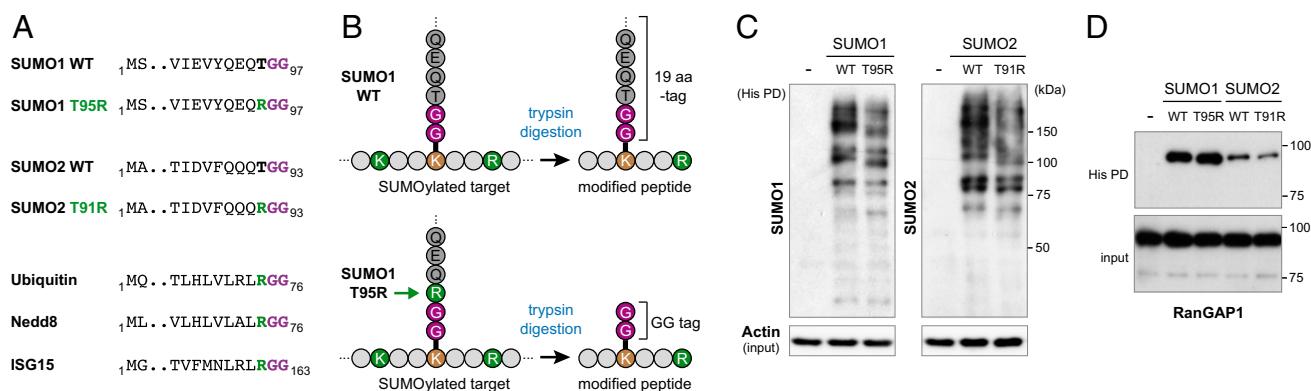 A
SUMO1 WT 1MS..VIEVYQEQTGG97
SUMO1 T95R 1MS..VIEVYQEQRGG97
SUMO2 WT 1MA..TIDVFQQQTGG93
SUMO2 T91R 1MA..TIDVFQQQRGG93
Ubiquitin 1MQ..TLHLVLRLRGG76
Nedd8 1ML..VLHLVLALRGG76
ISG15 1MG..TVFMNLRLRGG163
B
SUMO1
WT
Q
E
Q
T
G
G
K
K
R
SUMOylated target
trypsin
digestion
Q
E
Q
T
G
G
K
R
19 aa
-tag
modified peptide
SUMO1
T95R
Q
E
Q
R
G
G
K
K
R
SUMOylated target
trypsin
digestion
G
G
K
R
GG tag
modified peptide
C
SUMO1 SUMO2
- WT T95R - WT T91R
(His PD) (kDa)
SUMO1
SUMO2
150
100
75
50
Actin
(input)
D
SUMO1 SUMO2
- WT T95R WT T91R
His PD
100
75
input
100
75
RanGAP1